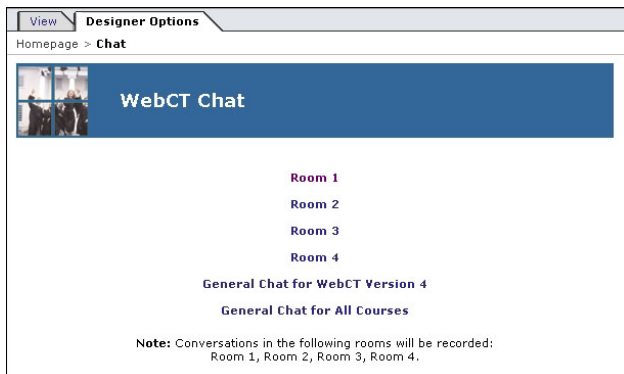 View Designer Options
Homepage > Chat
WebCT Chat
Room 1
Room 2
Room 3
Room 4
General Chat for WebCT Version 4
General Chat for All Courses
Note: Conversations in the following rooms will be recorded:
Room 1, Room 2, Room 3, Room 4.